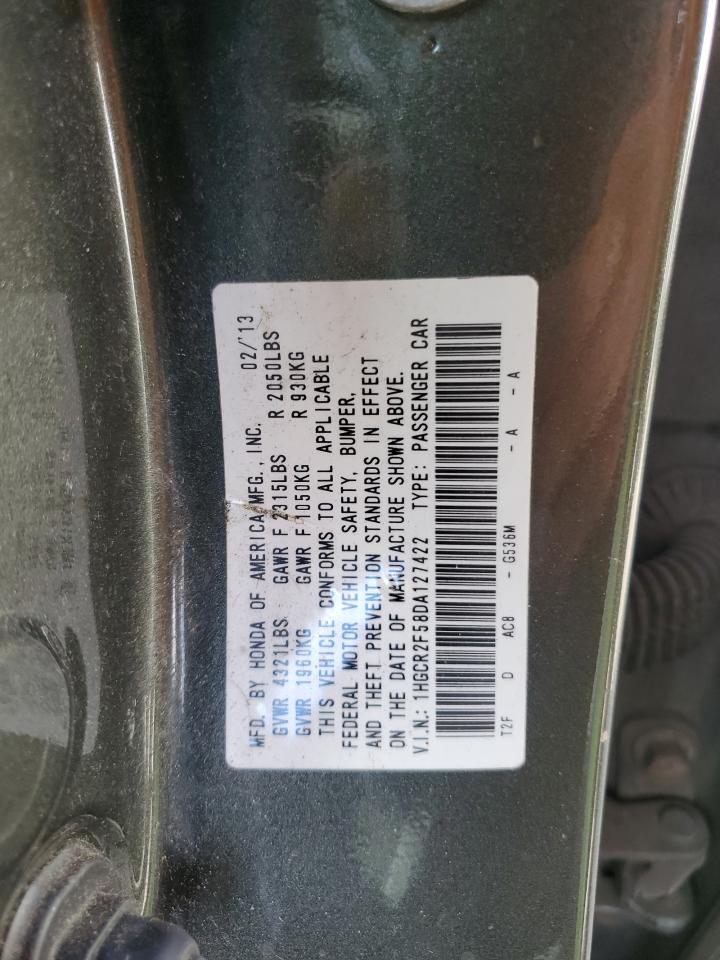 MFD. BY HONDA OF AMERICA MFG., INC. 02/'13
GVWR 4321LBS GAWR F 2315LBS R 2050LBS
GVWR 1960KG GAWR F 1050KG R 930KG
THIS VEHICLE CONFORMS TO ALL APPLICABLE
FEDERAL MOTOR VEHICLE SAFETY, BUMPER,
AND THEFT PREVENTION STANDARDS IN EFFECT
ON THE DATE OF MANUFACTURE SHOWN ABOVE.
V.I.N.: 1HGCR2F58DA127422 TYPE: PASSENGER CAR
T2F D AC8 - G536M - A - A